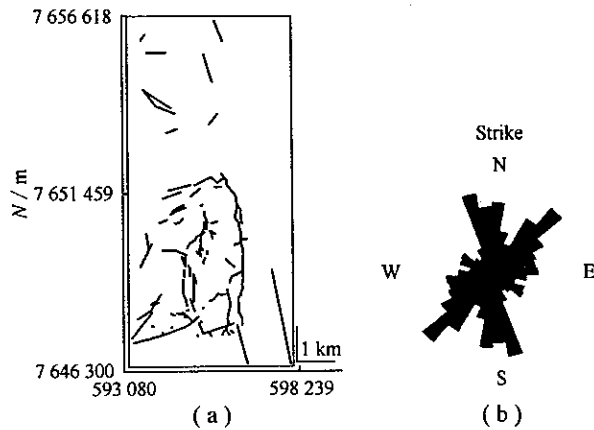 7 656 618
7 651 459
N / m
7 646 300
593 080
598 239
1 km
( a )
Strike
N
W
E
S
( b )